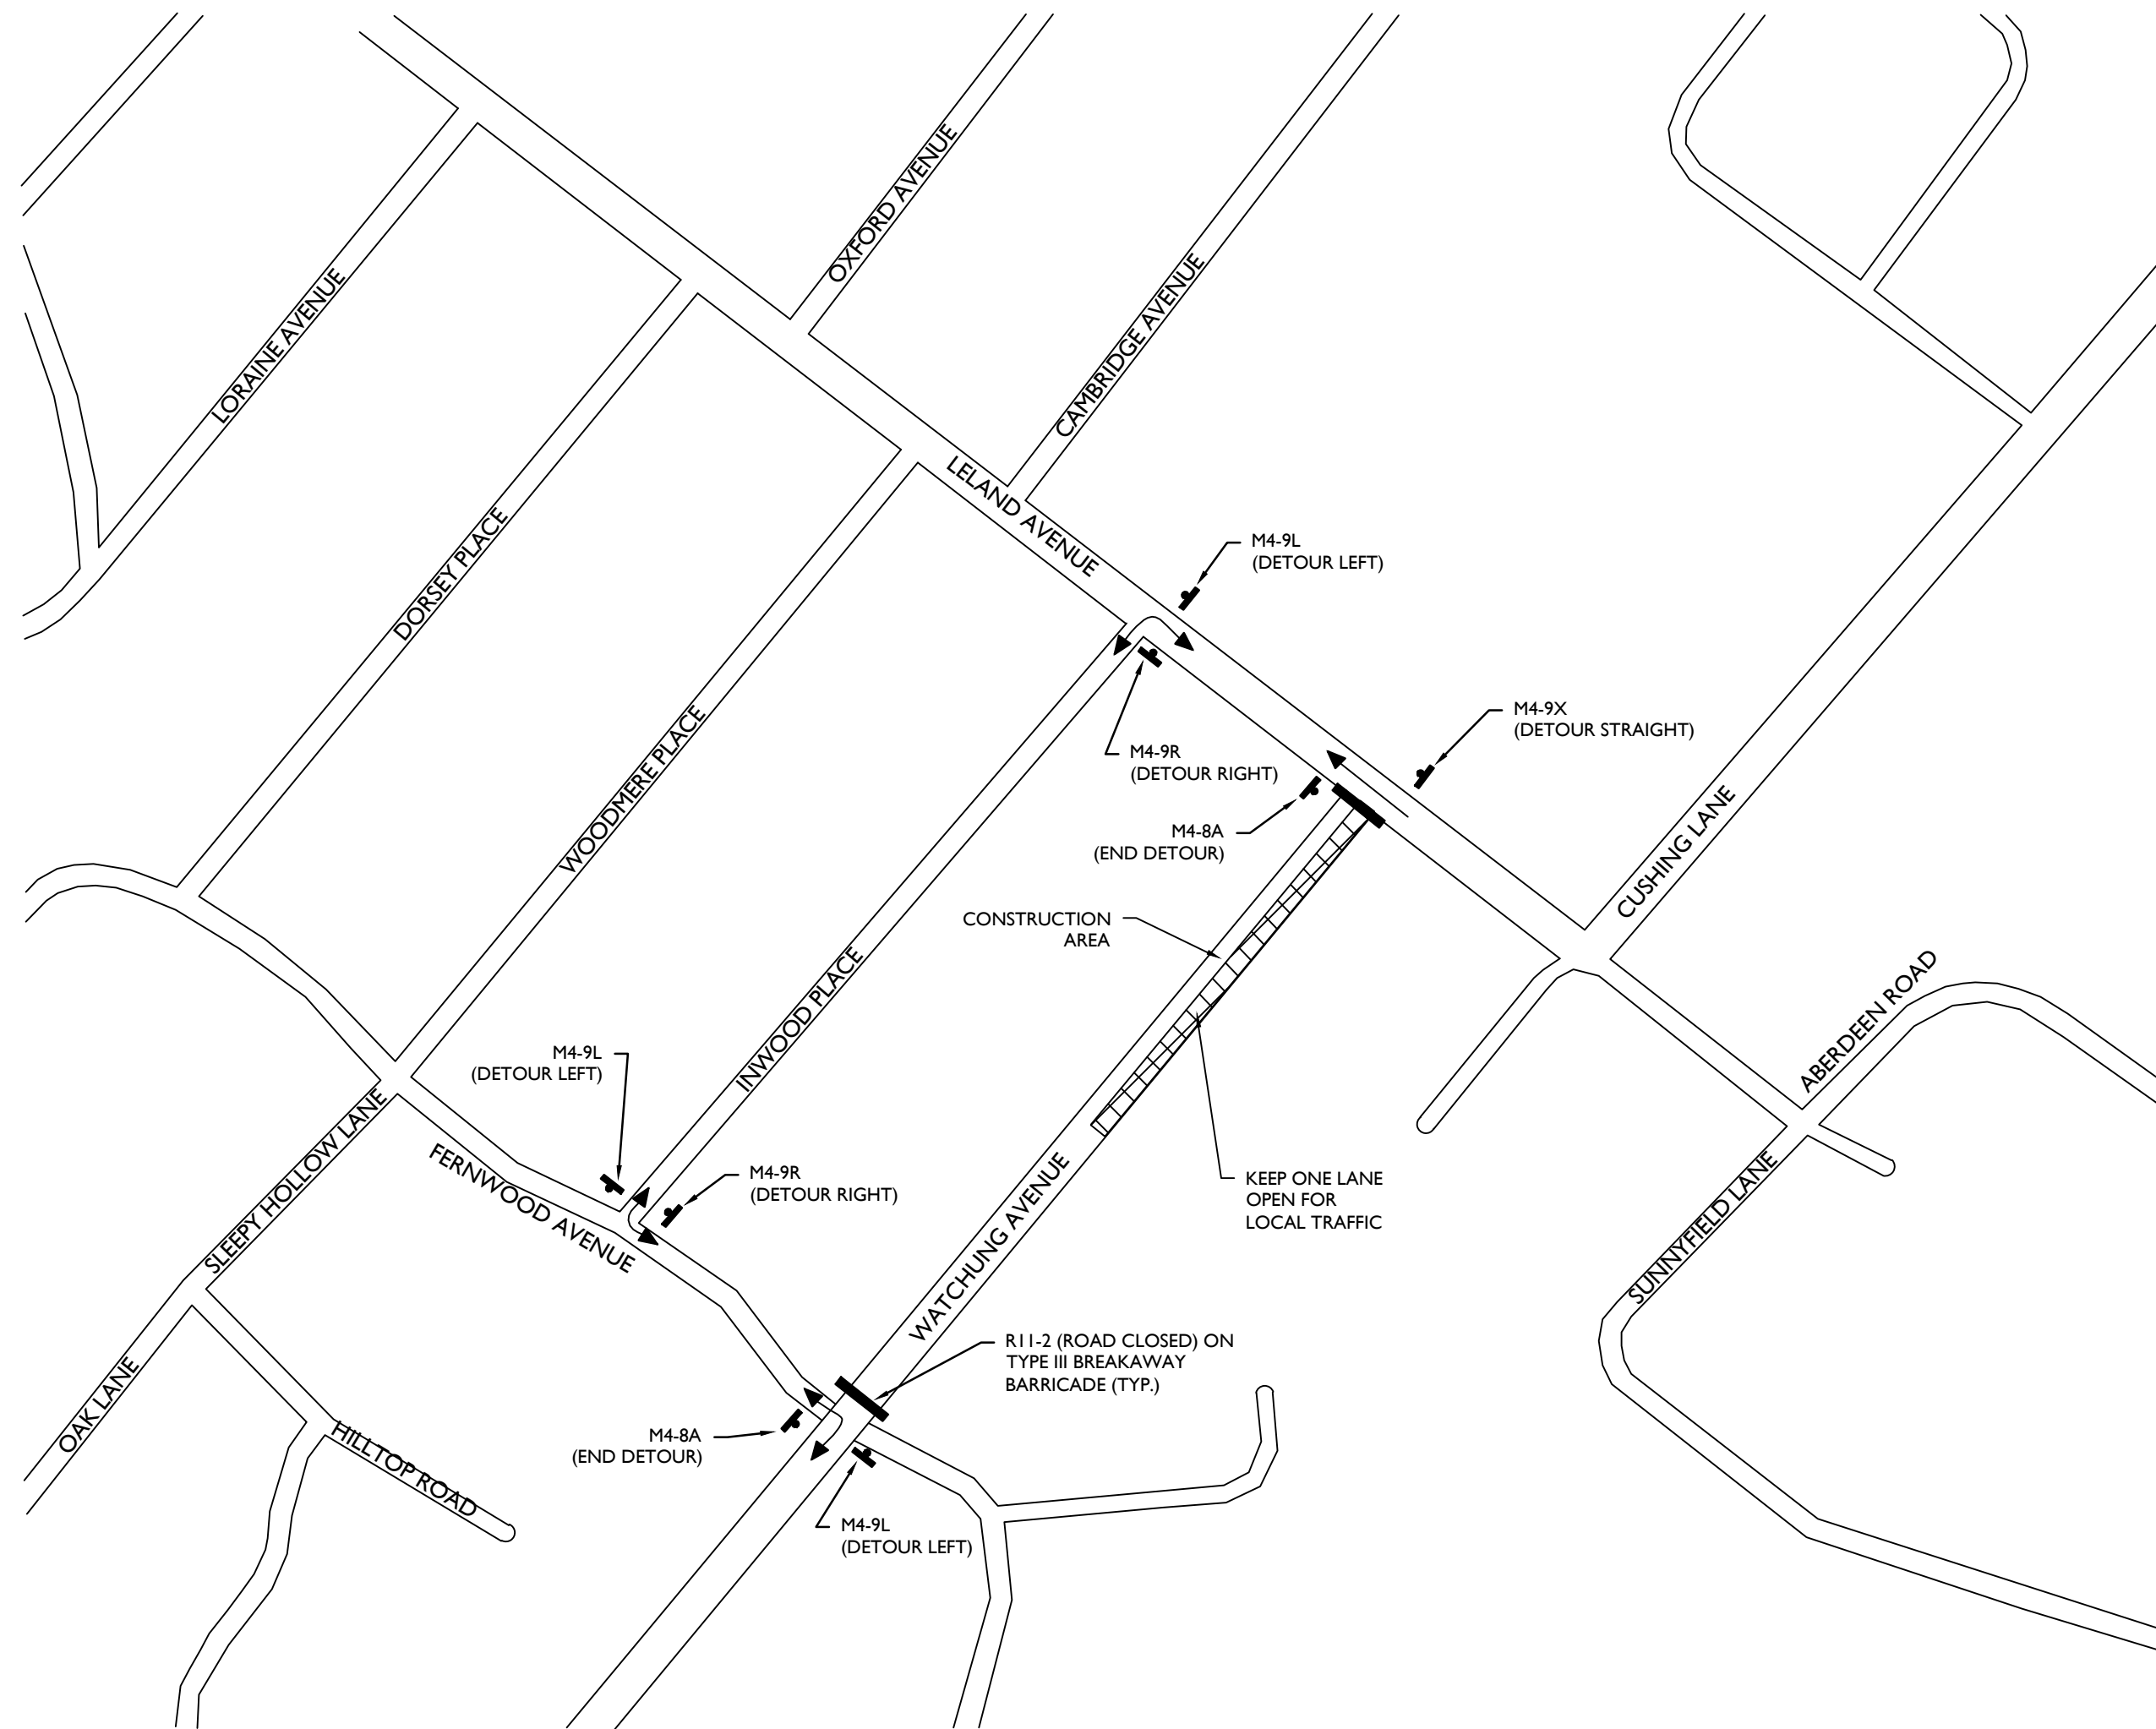 OXFORD AVENUE
CAMBRIDGE AVENUE
LORAINE AVENUE
LELAND AVENUE
DORSEY PLACE
M4-9L
(DETOUR LEFT)
M4-9X
(DETOUR STRAIGHT)
M4-9R
(DETOUR RIGHT)
WOODMERE PLACE
M4-8A
(END DETOUR)
CUSHING LANE
CONSTRUCTION
AREA
INWOOD PLACE
ABERDEEN ROAD
M4-9L
(DETOUR LEFT)
SLEEPY HOLLOW LANE
FERNWOOD AVENUE
M4-9R
(DETOUR RIGHT)
WATCHUNG AVENUE
KEEP ONE LANE
OPEN FOR
LOCAL TRAFFIC
SUNNYFIELD LANE
R11-2 (ROAD CLOSED) ON
TYPE III BREAKAWAY
BARRICADE (TYP.)
OAK LANE
HILLTOP ROAD
M4-8A
(END DETOUR)
M4-9L
(DETOUR LEFT)